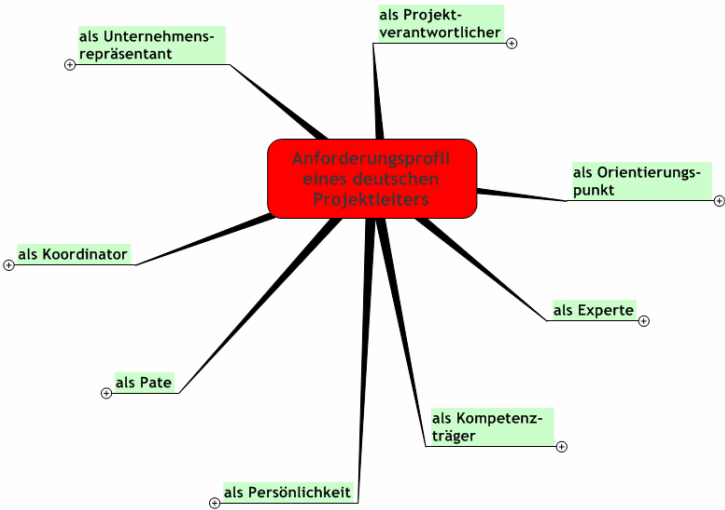 als Unternehmens-
repräsentant
als Projekt-
verantwortlicher
Anforderungsprofil
eines deutschen
Projektleiters
als Orientierungs-
punkt
als Koordinator
als Experte
als Pate
als Kompetenz-
träger
als Persönlichkeit